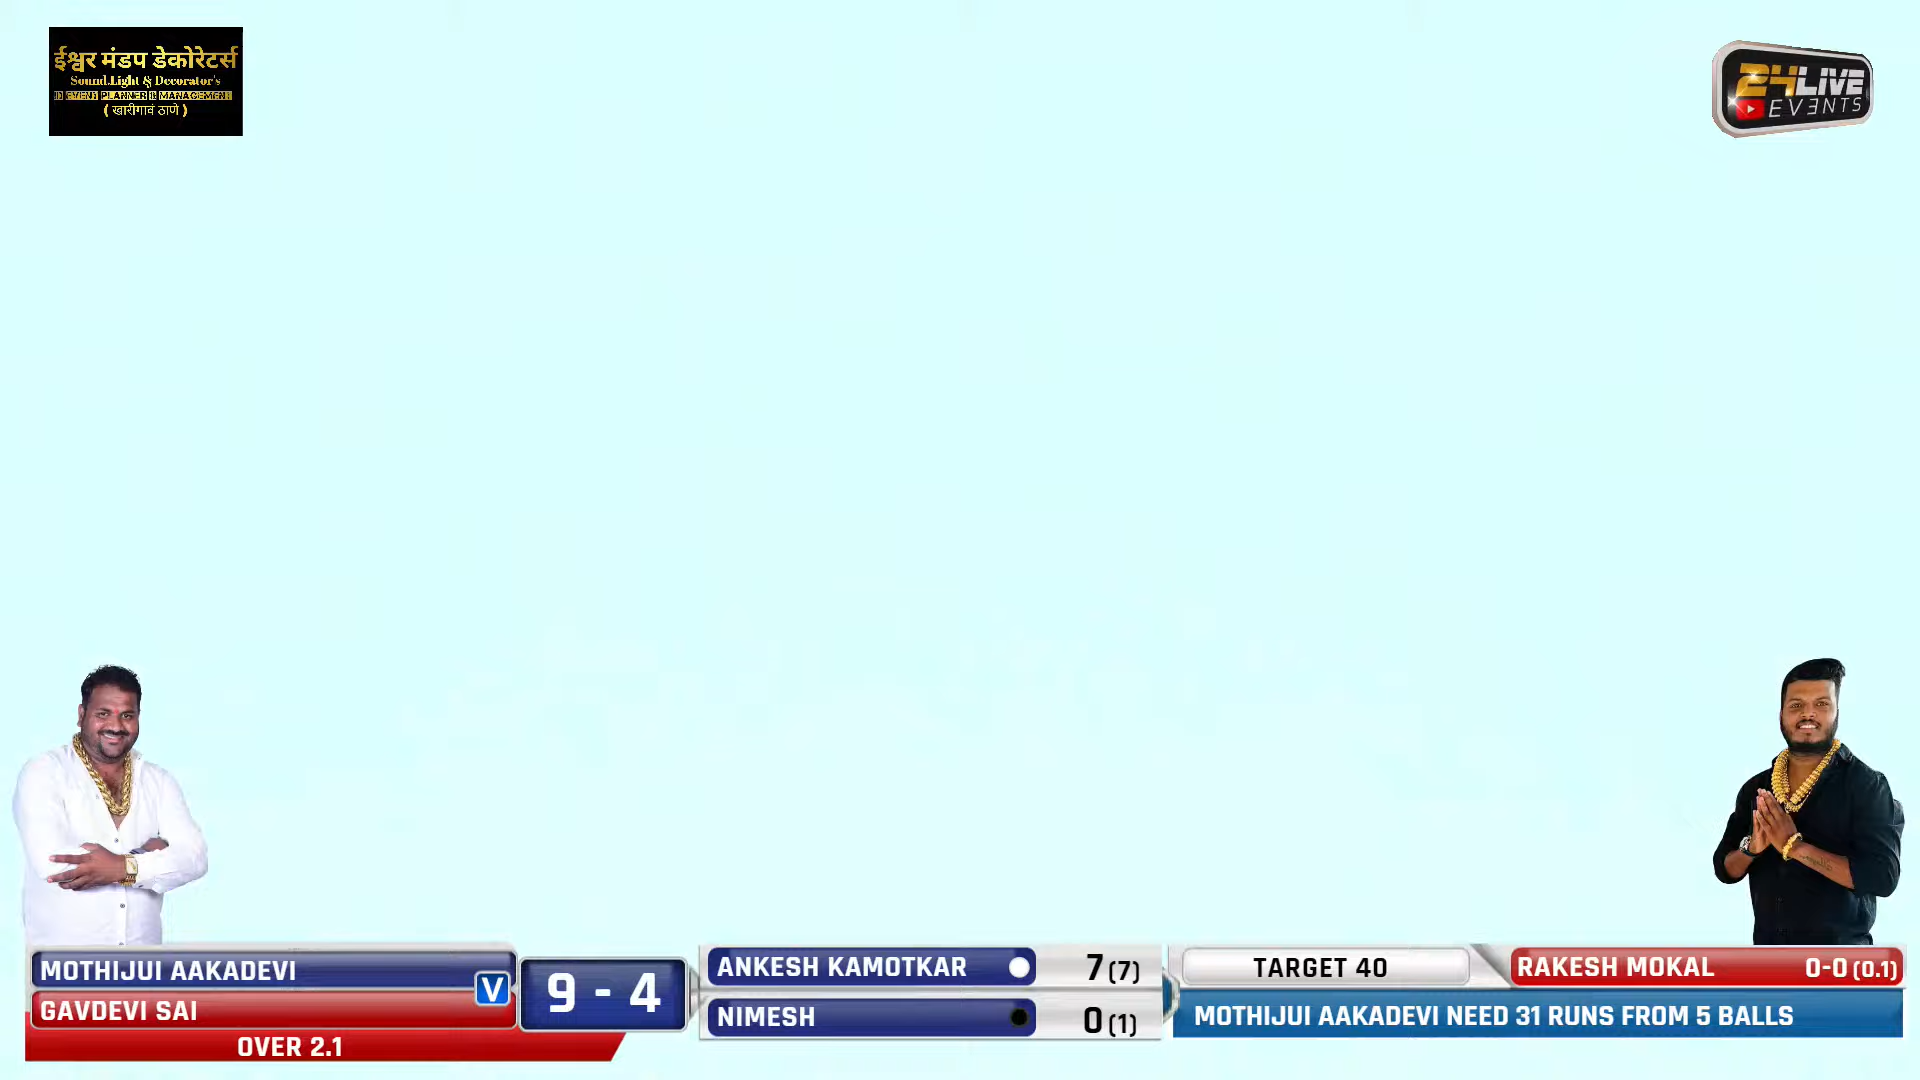 ईश्वर मंडप डेकोरेटर्स
Sound.Light & Decorator's
EVENT PLANNER & MANAGEMENT
( खारीगावं ठाणे )
24LIVE
EVENTS
MOTHIJUI AAKADEVI
V
GAVDEVI SAI
OVER 2.1
9 - 4
ANKESH KAMOTKAR 7 (7)
NIMESH 0 (1)
TARGET 40
RAKESH MOKAL 0-0 (0.1)
MOTHIJUI AAKADEVI NEED 31 RUNS FROM 5 BALLS